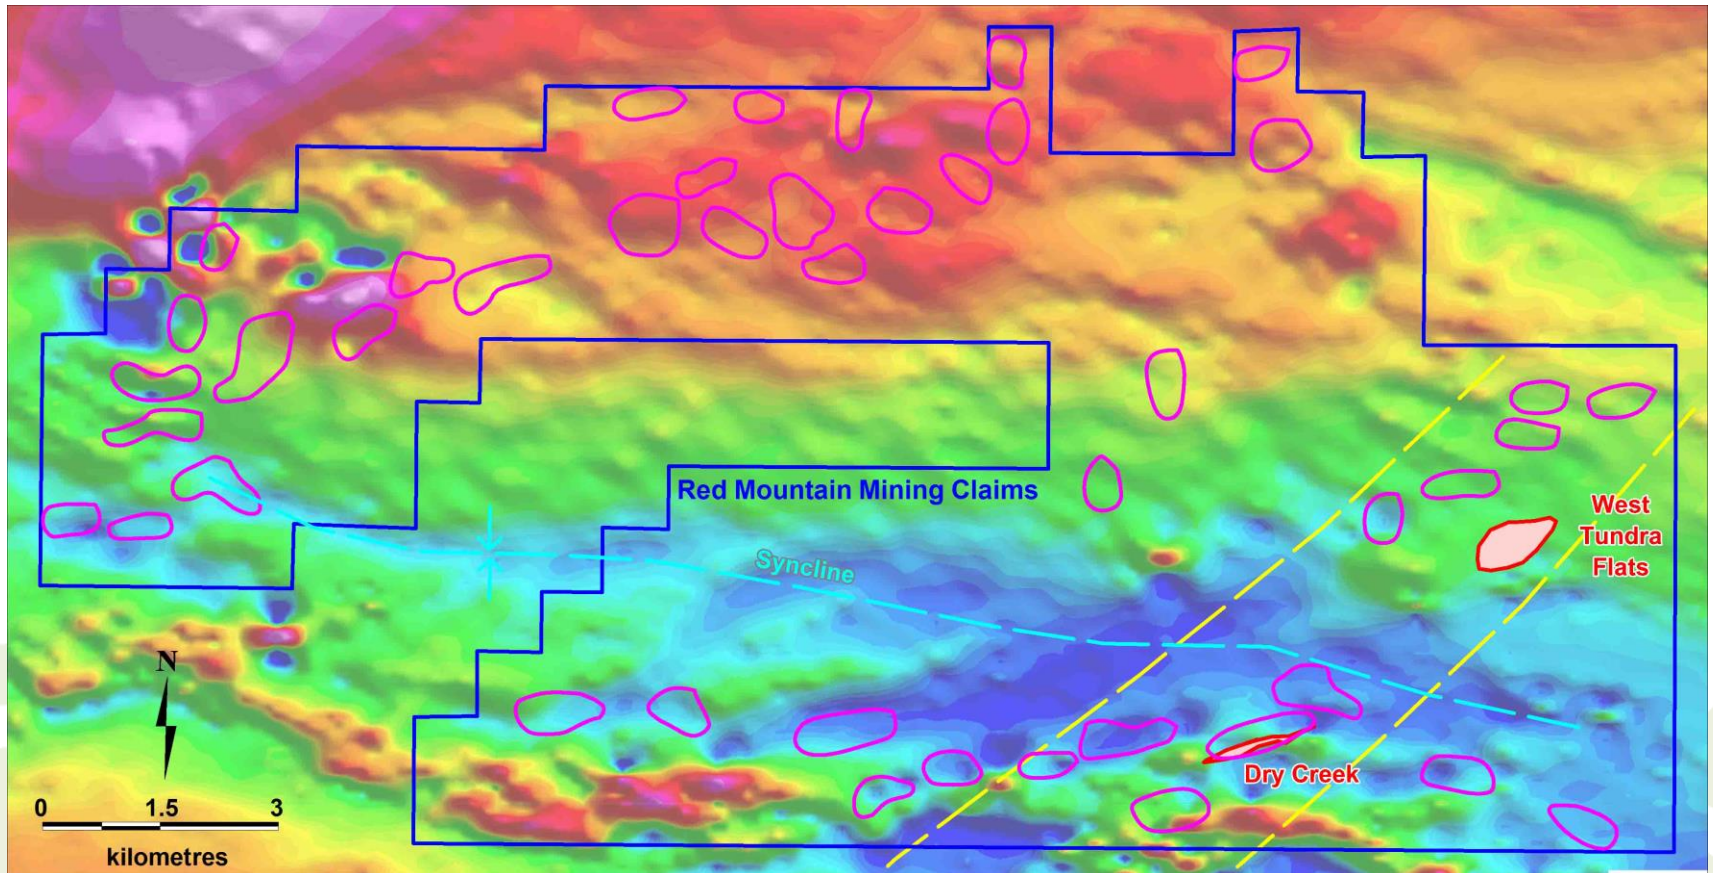 Red Mountain Mining Claims
West
Tundra
Flats
Syncline
N
Dry Creek
0 1.5 3
kilometres